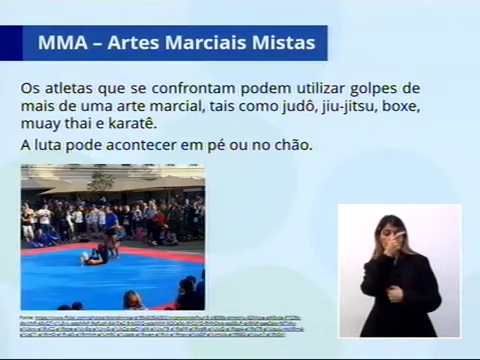 MMA – Artes Marciais Mistas
Os atletas que se confrontam podem utilizar golpes de
mais de uma arte marcial, tais como judô, jiu-jitsu, boxe,
muay thai e karatê.
A luta pode acontecer em pé ou no chão.